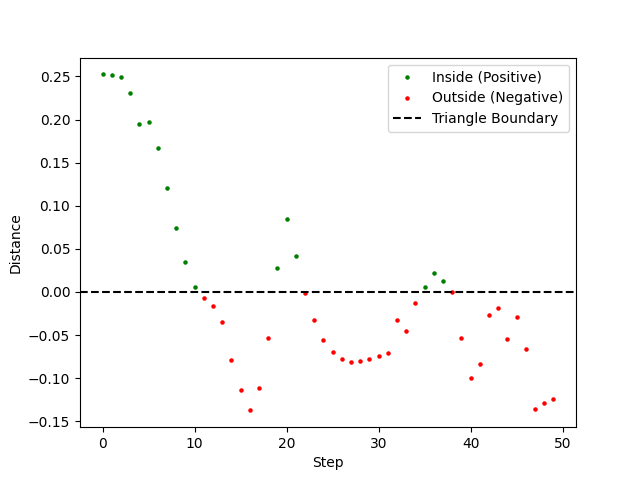 Inside (Positive)
Outside (Negative)
Triangle Boundary
Distance
0.25
0.20
0.15
0.10
0.05
0.00
−0.05
−0.10
−0.15
0 10 20 30 40 50
Step